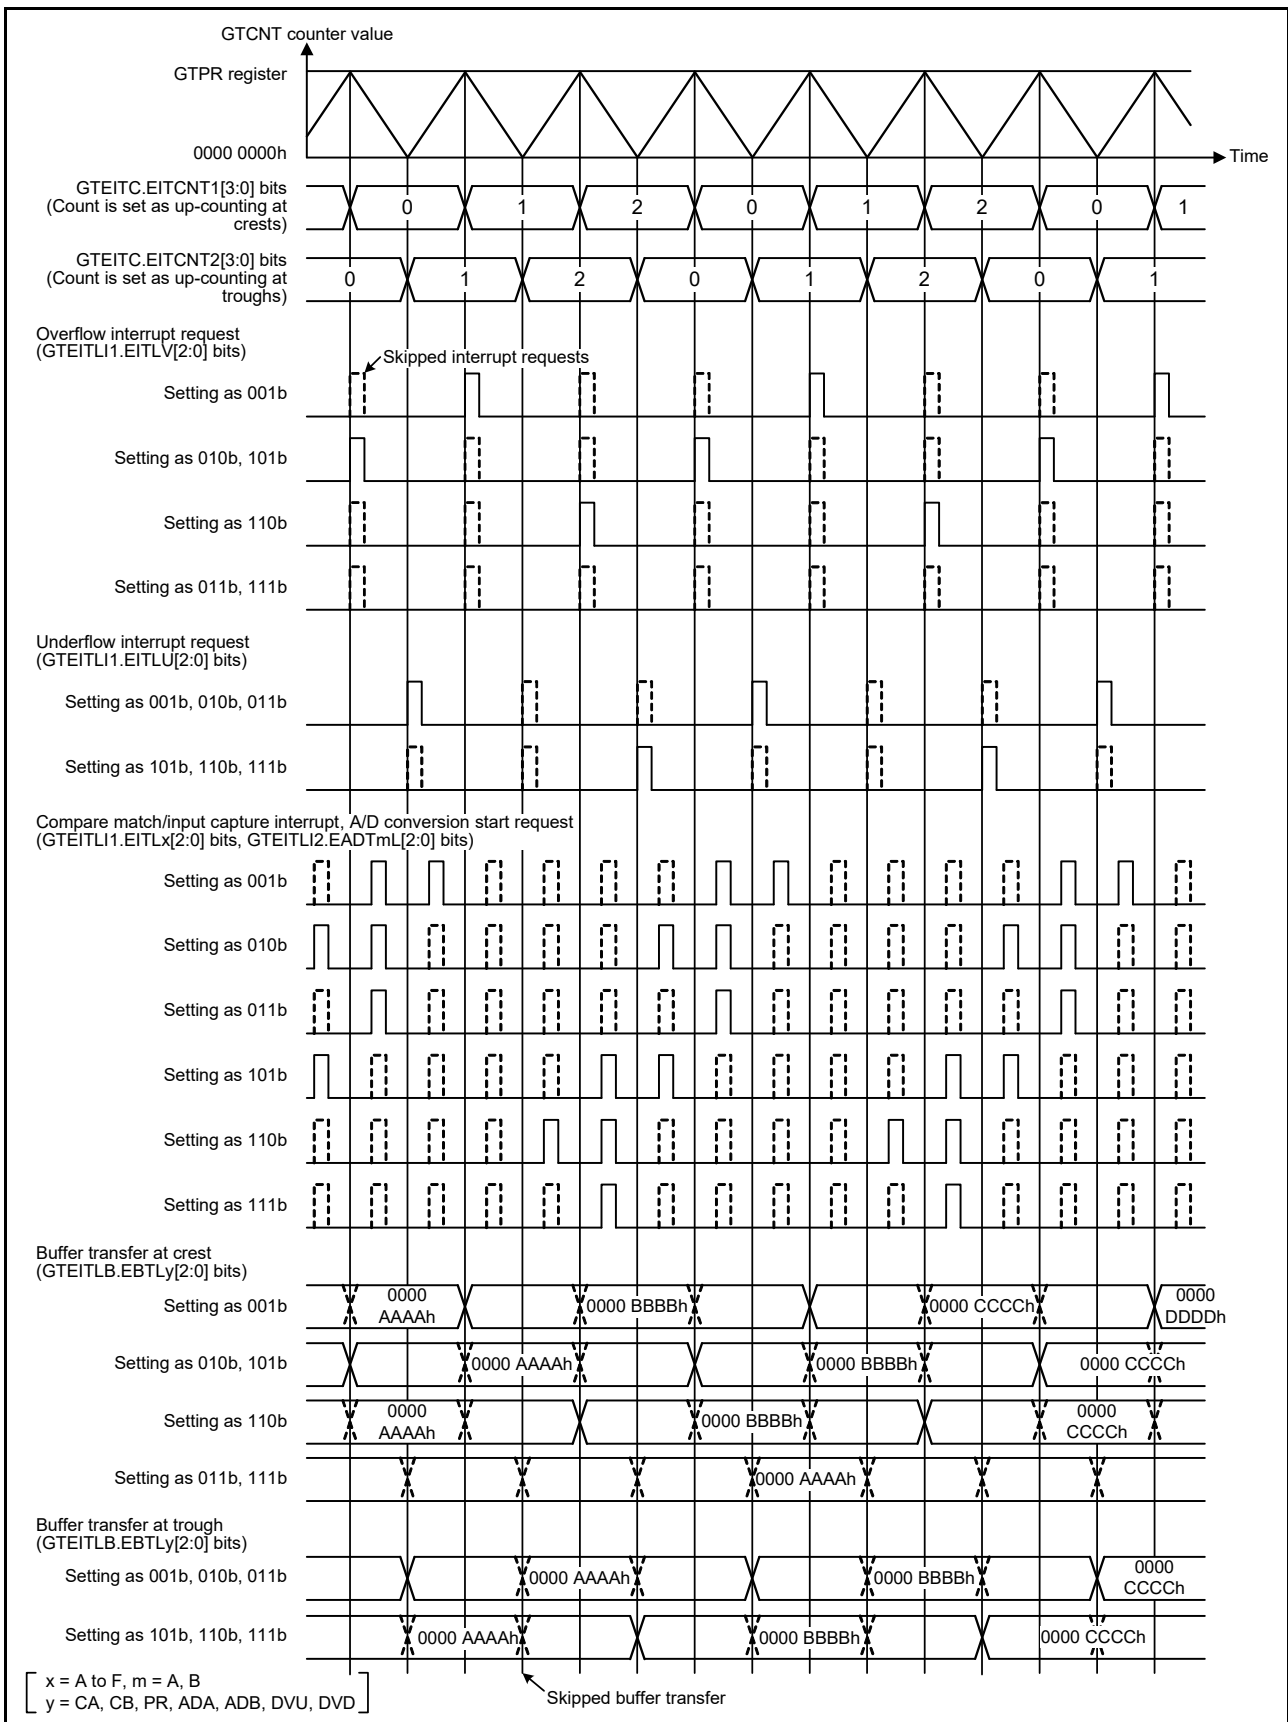 GTCNT counter value
GTPR register
0000 0000h
Time
GTEITC.EITCNT1[3:0] bits
(Count is set as up-counting at
crests)
0 1 2 0 1 2 0 1
GTEITC.EITCNT2[3:0] bits
(Count is set as up-counting at
troughs)
0 1 2 0 1 2 0 1
Overflow interrupt request
(GTEITLI1.EITLV[2:0] bits)
Skipped interrupt requests
Setting as 001b
Setting as 010b, 101b
Setting as 110b
Setting as 011b, 111b
Underflow interrupt request
(GTEITLI1.EITLU[2:0] bits)
Setting as 001b, 010b, 011b
Setting as 101b, 110b, 111b
Compare match/input capture interrupt, A/D conversion start request
(GTEITLI1.EITLx[2:0] bits, GTEITLI2.EADTmL[2:0] bits)
Setting as 001b
Setting as 010b
Setting as 011b
Setting as 101b
Setting as 110b
Setting as 111b
Buffer transfer at crest
(GTEITLB.EBTLy[2:0] bits)
Setting as 001b
0000
AAAAh
0000 BBBBh
0000 CCCCh
0000
DDDDh
Setting as 010b, 101b
0000 AAAAh
0000 BBBBh
0000 CCCCh
Setting as 110b
0000
AAAAh
0000 BBBBh
0000
CCCCh
Setting as 011b, 111b
0000 AAAAh
Buffer transfer at trough
(GTEITLB.EBTLy[2:0] bits)
Setting as 001b, 010b, 011b
0000 AAAAh
0000 BBBBh
0000
CCCCh
Setting as 101b, 110b, 111b
0000 AAAAh
0000 BBBBh
0000 CCCCh
x = A to F, m = A, B
y = CA, CB, PR, ADA, ADB, DVU, DVD
Skipped buffer transfer